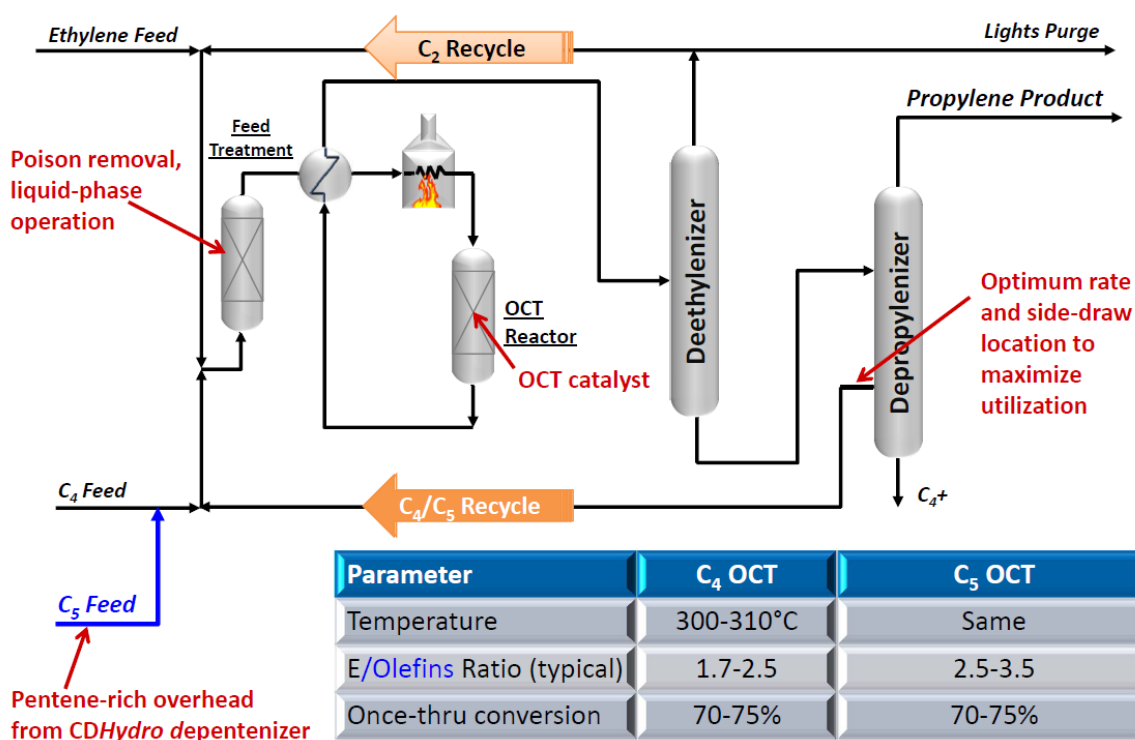 Ethylene Feed
C₂ Recycle
Lights Purge
Propylene Product
Feed
Treatment
Poison removal,
liquid-phase
operation
Deethylenizer
Depropylenizer
Optimum rate
and side-draw
location to
maximize
utilization
OCT
Reactor
OCT catalyst
C₄ Feed
C₄/C₅ Recycle
C₄+
C₅ Feed
Pentene-rich overhead
from CDHydro depentenizer
Parameter C₄ OCT C₅ OCT
Temperature 300-310°C Same
E/Olefins Ratio (typical) 1.7-2.5 2.5-3.5
Once-thru conversion 70-75% 70-75%